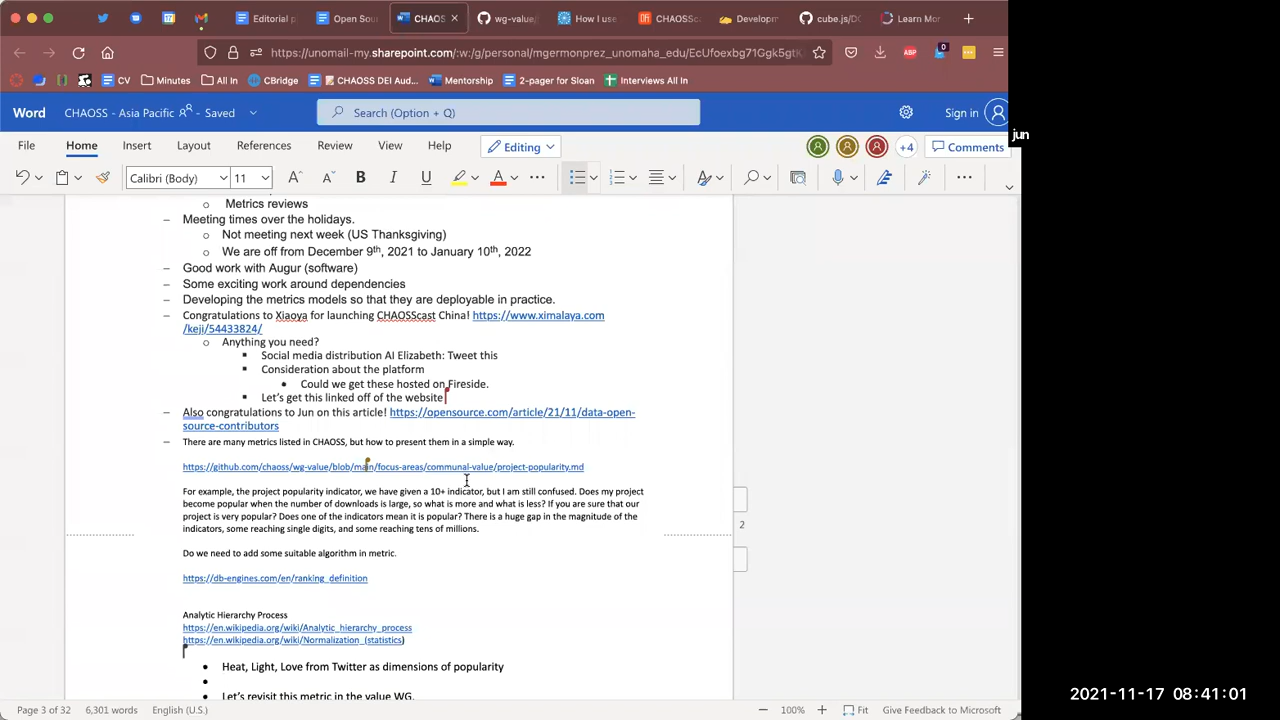 Editorial p
Open Sour
CHAOS
wg-value/
How I use
CHAOSSc
Developm
cube.js/DO
Learn Mor
https://unomail-my.sharepoint.com/:w:/g/personal/mgermonprez_unomaha_edu/EcUfoexbg71Ggk5gtK
CV
Minutes
All In
CBridge
CHAOSS DEI Aud...
Mentorship
2-pager for Sloan
Interviews All In
Word
CHAOSS - Asia Pacific - Saved
Search (Option + Q)
Sign in
jun
File
Home
Insert
Layout
References
Review
View
Help
Editing
+4
Comments
Calibri (Body)
11
Metrics reviews
– Meeting times over the holidays.
o Not meeting next week (US Thanksgiving)
o We are off from December 9th, 2021 to January 10th, 2022
– Good work with Augur (software)
– Some exciting work around dependencies
– Developing the metrics models so that they are deployable in practice.
– Congratulations to Xiaoya for launching CHAOSScast China! https://www.ximalaya.com
/keji/54433824/
o Anything you need?
▪ Social media distribution AI Elizabeth: Tweet this
▪ Consideration about the platform
• Could we get these hosted on Fireside.
▪ Let's get this linked off of the website
– Also congratulations to Jun on this article! https://opensource.com/article/21/11/data-open-
source-contributors
– There are many metrics listed in CHAOSS, but how to present them in a simple way.
https://github.com/chaoss/wg-value/blob/main/focus-areas/communal-value/project-popularity.md
For example, the project popularity indicator, we have given a 10+ indicator, but I am still confused. Does my project
become popular when the number of downloads is large, so what is more and what is less? If you are sure that our
project is very popular? Does one of the indicators mean it is popular? There is a huge gap in the magnitude of the
indicators, some reaching single digits, and some reaching tens of millions.
2
Do we need to add some suitable algorithm in metric.
https://db-engines.com/en/ranking_definition
Analytic Hierarchy Process
https://en.wikipedia.org/wiki/Analytic_hierarchy_process
https://en.wikipedia.org/wiki/Normalization_(statistics)
• Heat, Light, Love from Twitter as dimensions of popularity
•
• Let's revisit this metric in the value WG.
2021-11-17 08:41:01
Page 3 of 32
6,301 words
English (U.S.)
100%
Fit
Give Feedback to Microsoft